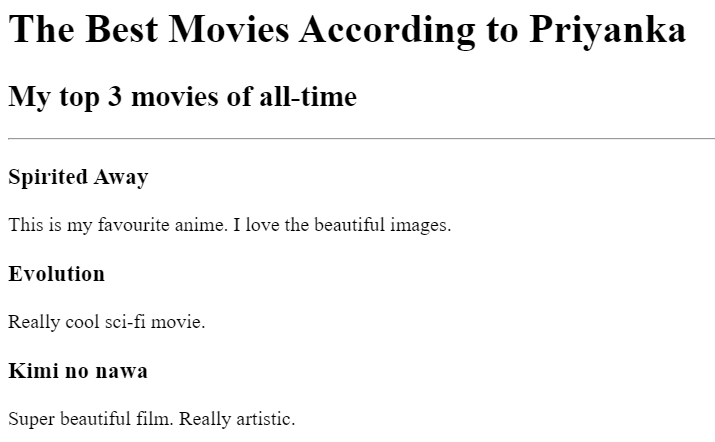 The Best Movies According to Priyanka
My top 3 movies of all-time
Spirited Away
This is my favourite anime. I love the beautiful images.
Evolution
Really cool sci-fi movie.
Kimi no nawa
Super beautiful film. Really artistic.